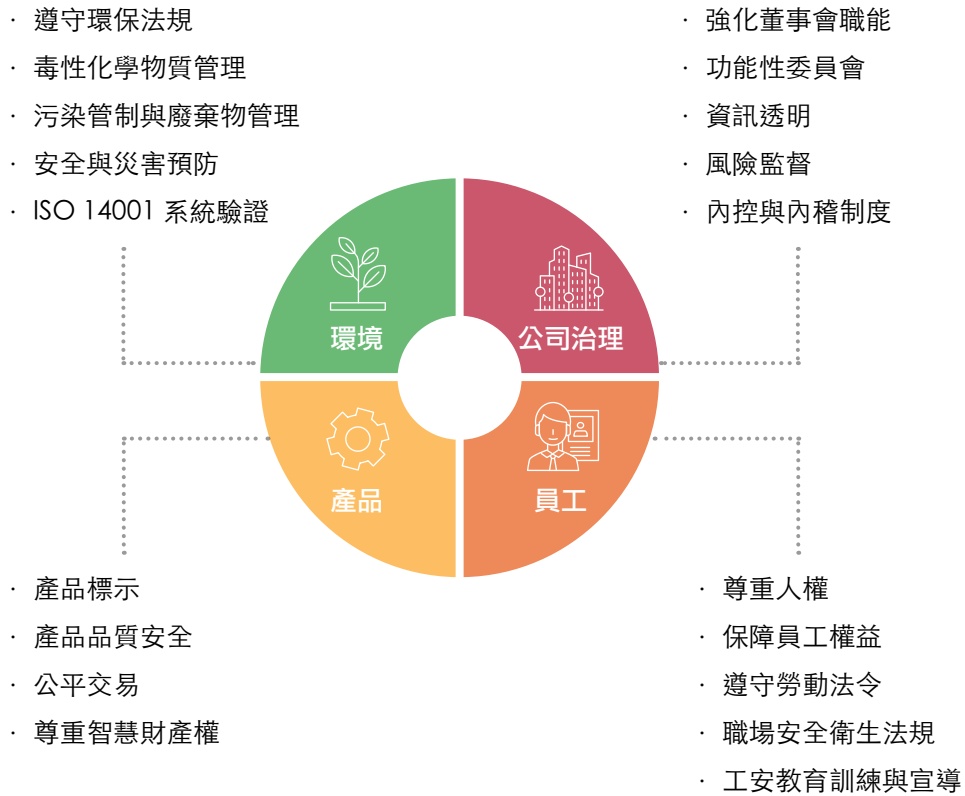 · 遵守環保法規
· 毒性化學物質管理
· 污染管制與廢棄物管理
· 安全與災害預防
· ISO 14001 系統驗證
· 強化董事會職能
· 功能性委員會
· 資訊透明
· 風險監督
· 內控與內稽制度
環境
公司治理
產品
員工
· 產品標示
· 產品品質安全
· 公平交易
· 尊重智慧財產權
· 尊重人權
· 保障員工權益
· 遵守勞動法令
· 職場安全衛生法規
· 工安教育訓練與宣導